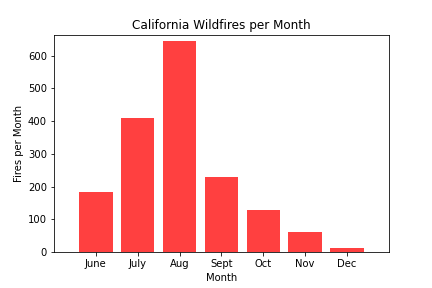 California Wildfires per Month
Fires per Month
600
500
400
300
200
100
0
June July Aug Sept Oct Nov Dec
Month